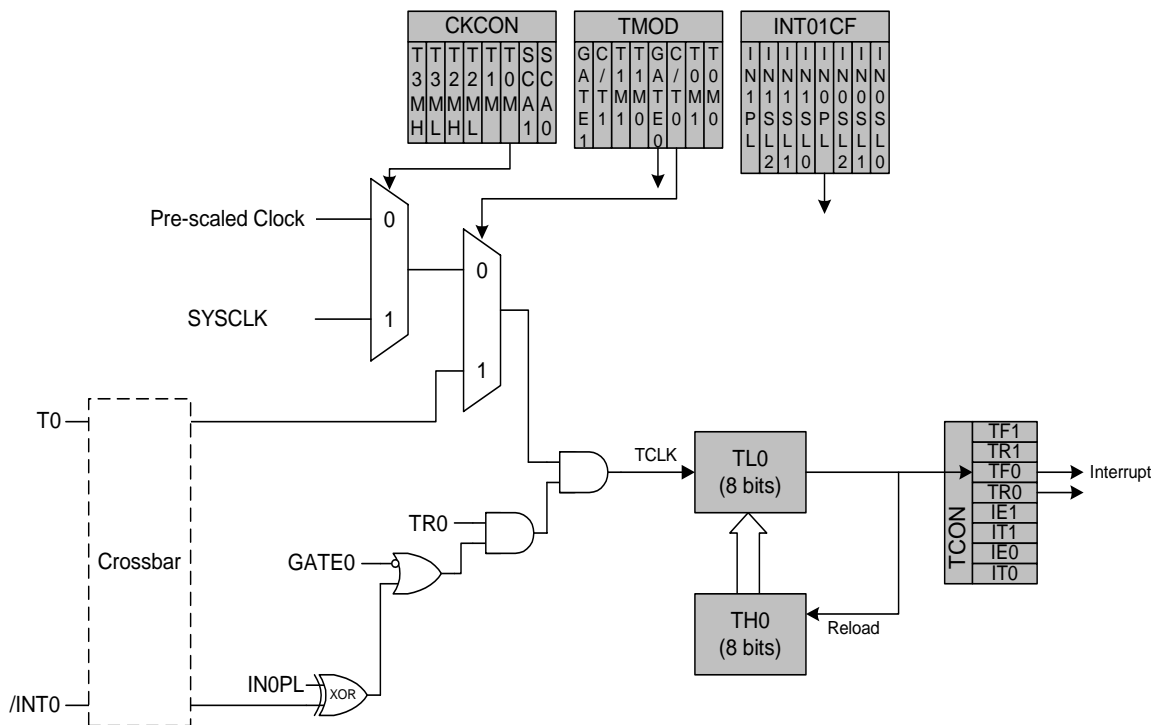 CKCON
T3MH
T3ML
T2MH
T2ML
T1M
T0M
SCA1
SCA0
TMOD
GATE1
C/T1
T1M1
T1M0
GATE0
C/T0
T0M1
T0M0
INT01CF
IN1PL
IN1SL2
IN1SL1
IN1SL0
IN0PL
IN0SL2
IN0SL1
IN0SL0
Pre-scaled Clock
0
SYSCLK
1
0
1
T0
Crossbar
/INT0
TR0
GATE0
IN0PL
XOR
TCLK
TL0
(8 bits)
TH0
(8 bits)
Reload
TCON
TF1
TR1
TF0
TR0
IE1
IT1
IE0
IT0
Interrupt